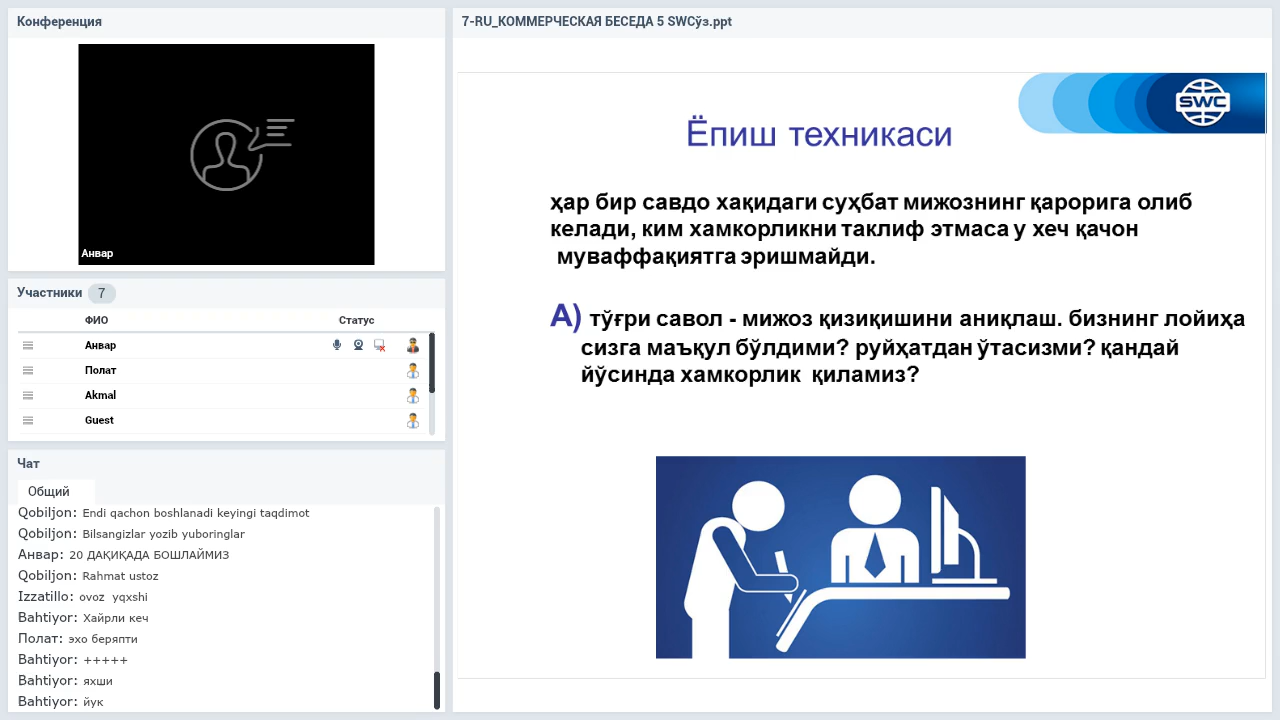 Конференция
Анвар
Участники 7
ФИО Статус
Анвар
Полат
Akmal
Guest
Чат
Общий
Qobiljon: Endi qachon boshlanadi keyingi taqdimot
Qobiljon: Bilsangizlar yozib yuboringlar
Анвар: 20 ДАҚИҚАДА БОШЛАЙМИЗ
Qobiljon: Rahmat ustoz
Izzatillo: ovoz yqxshi
Bahtiyor: Хайрли кеч
Полат: эхо беряпти
Bahtiyor: +++++
Bahtiyor: яхши
Bahtiyor: йук
7-RU_КОММЕРЧЕСКАЯ БЕСЕДА 5 SWCўз.ppt
SWC
Ёпиш техникаси
ҳар бир савдо хақидаги суҳбат мижознинг қарорига олиб
келади, ким хамкорликни таклиф этмаса у хеч қачон
муваффақиятга эришмайди.
А) тўғри савол - мижоз қизиқишини аниқлаш. бизнинг лойиҳа
сизга маъқул бўлдими? руйҳатдан ўтасизми? қандай
йўсинда хамкорлик қиламиз?